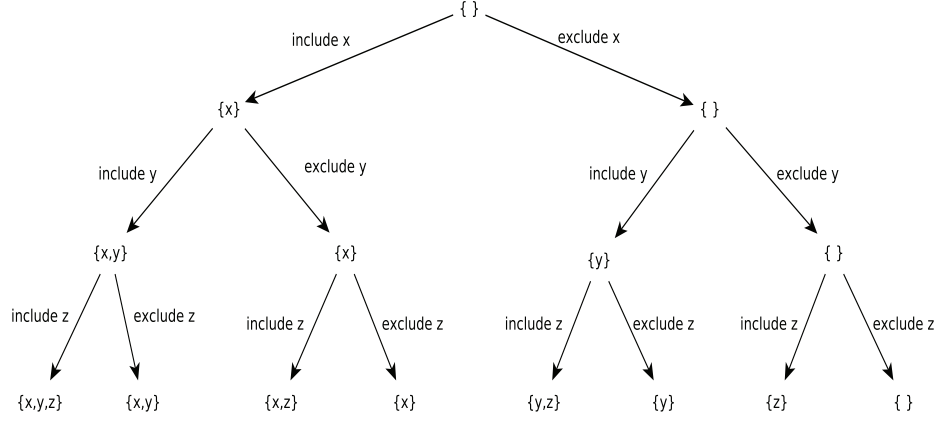 { }
include x
exclude x
{x}
{ }
include y
exclude y
include y
exclude y
{x,y}
{x}
{y}
{ }
include z
exclude z
include z
exclude z
include z
exclude z
include z
exclude z
{x,y,z}
{x,y}
{x,z}
{x}
{y,z}
{y}
{z}
{ }